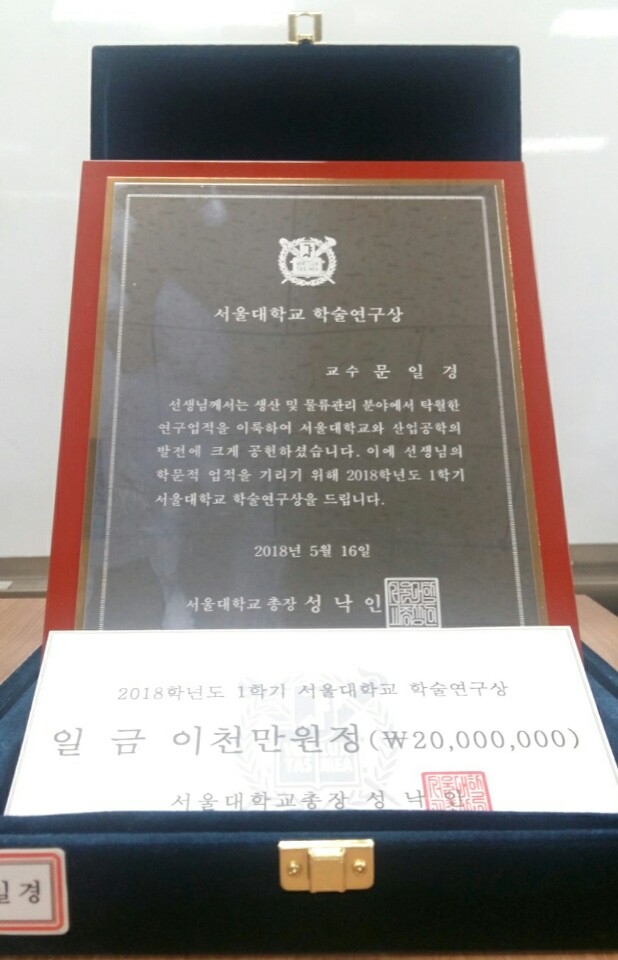 서울대학교 학술연구상
교수 문 일 경
선생님께서는 생산 및 물류관리 분야에서 탁월한
연구업적을 이룩하여 서울대학교와 산업공학의
발전에 크게 공헌하셨습니다. 이에 선생님의
학문적 업적을 기리기 위해 2018학년도 1학기
서울대학교 학술연구상을 드립니다.
2018년 5월 16일
서울대학교 총장 성 낙 인
2018학년도 1학기 서울대학교 학술연구상
일 금 이천만원정(₩20,000,000)
TAS MEA
서울대학교총장 성 낙 인
일 경